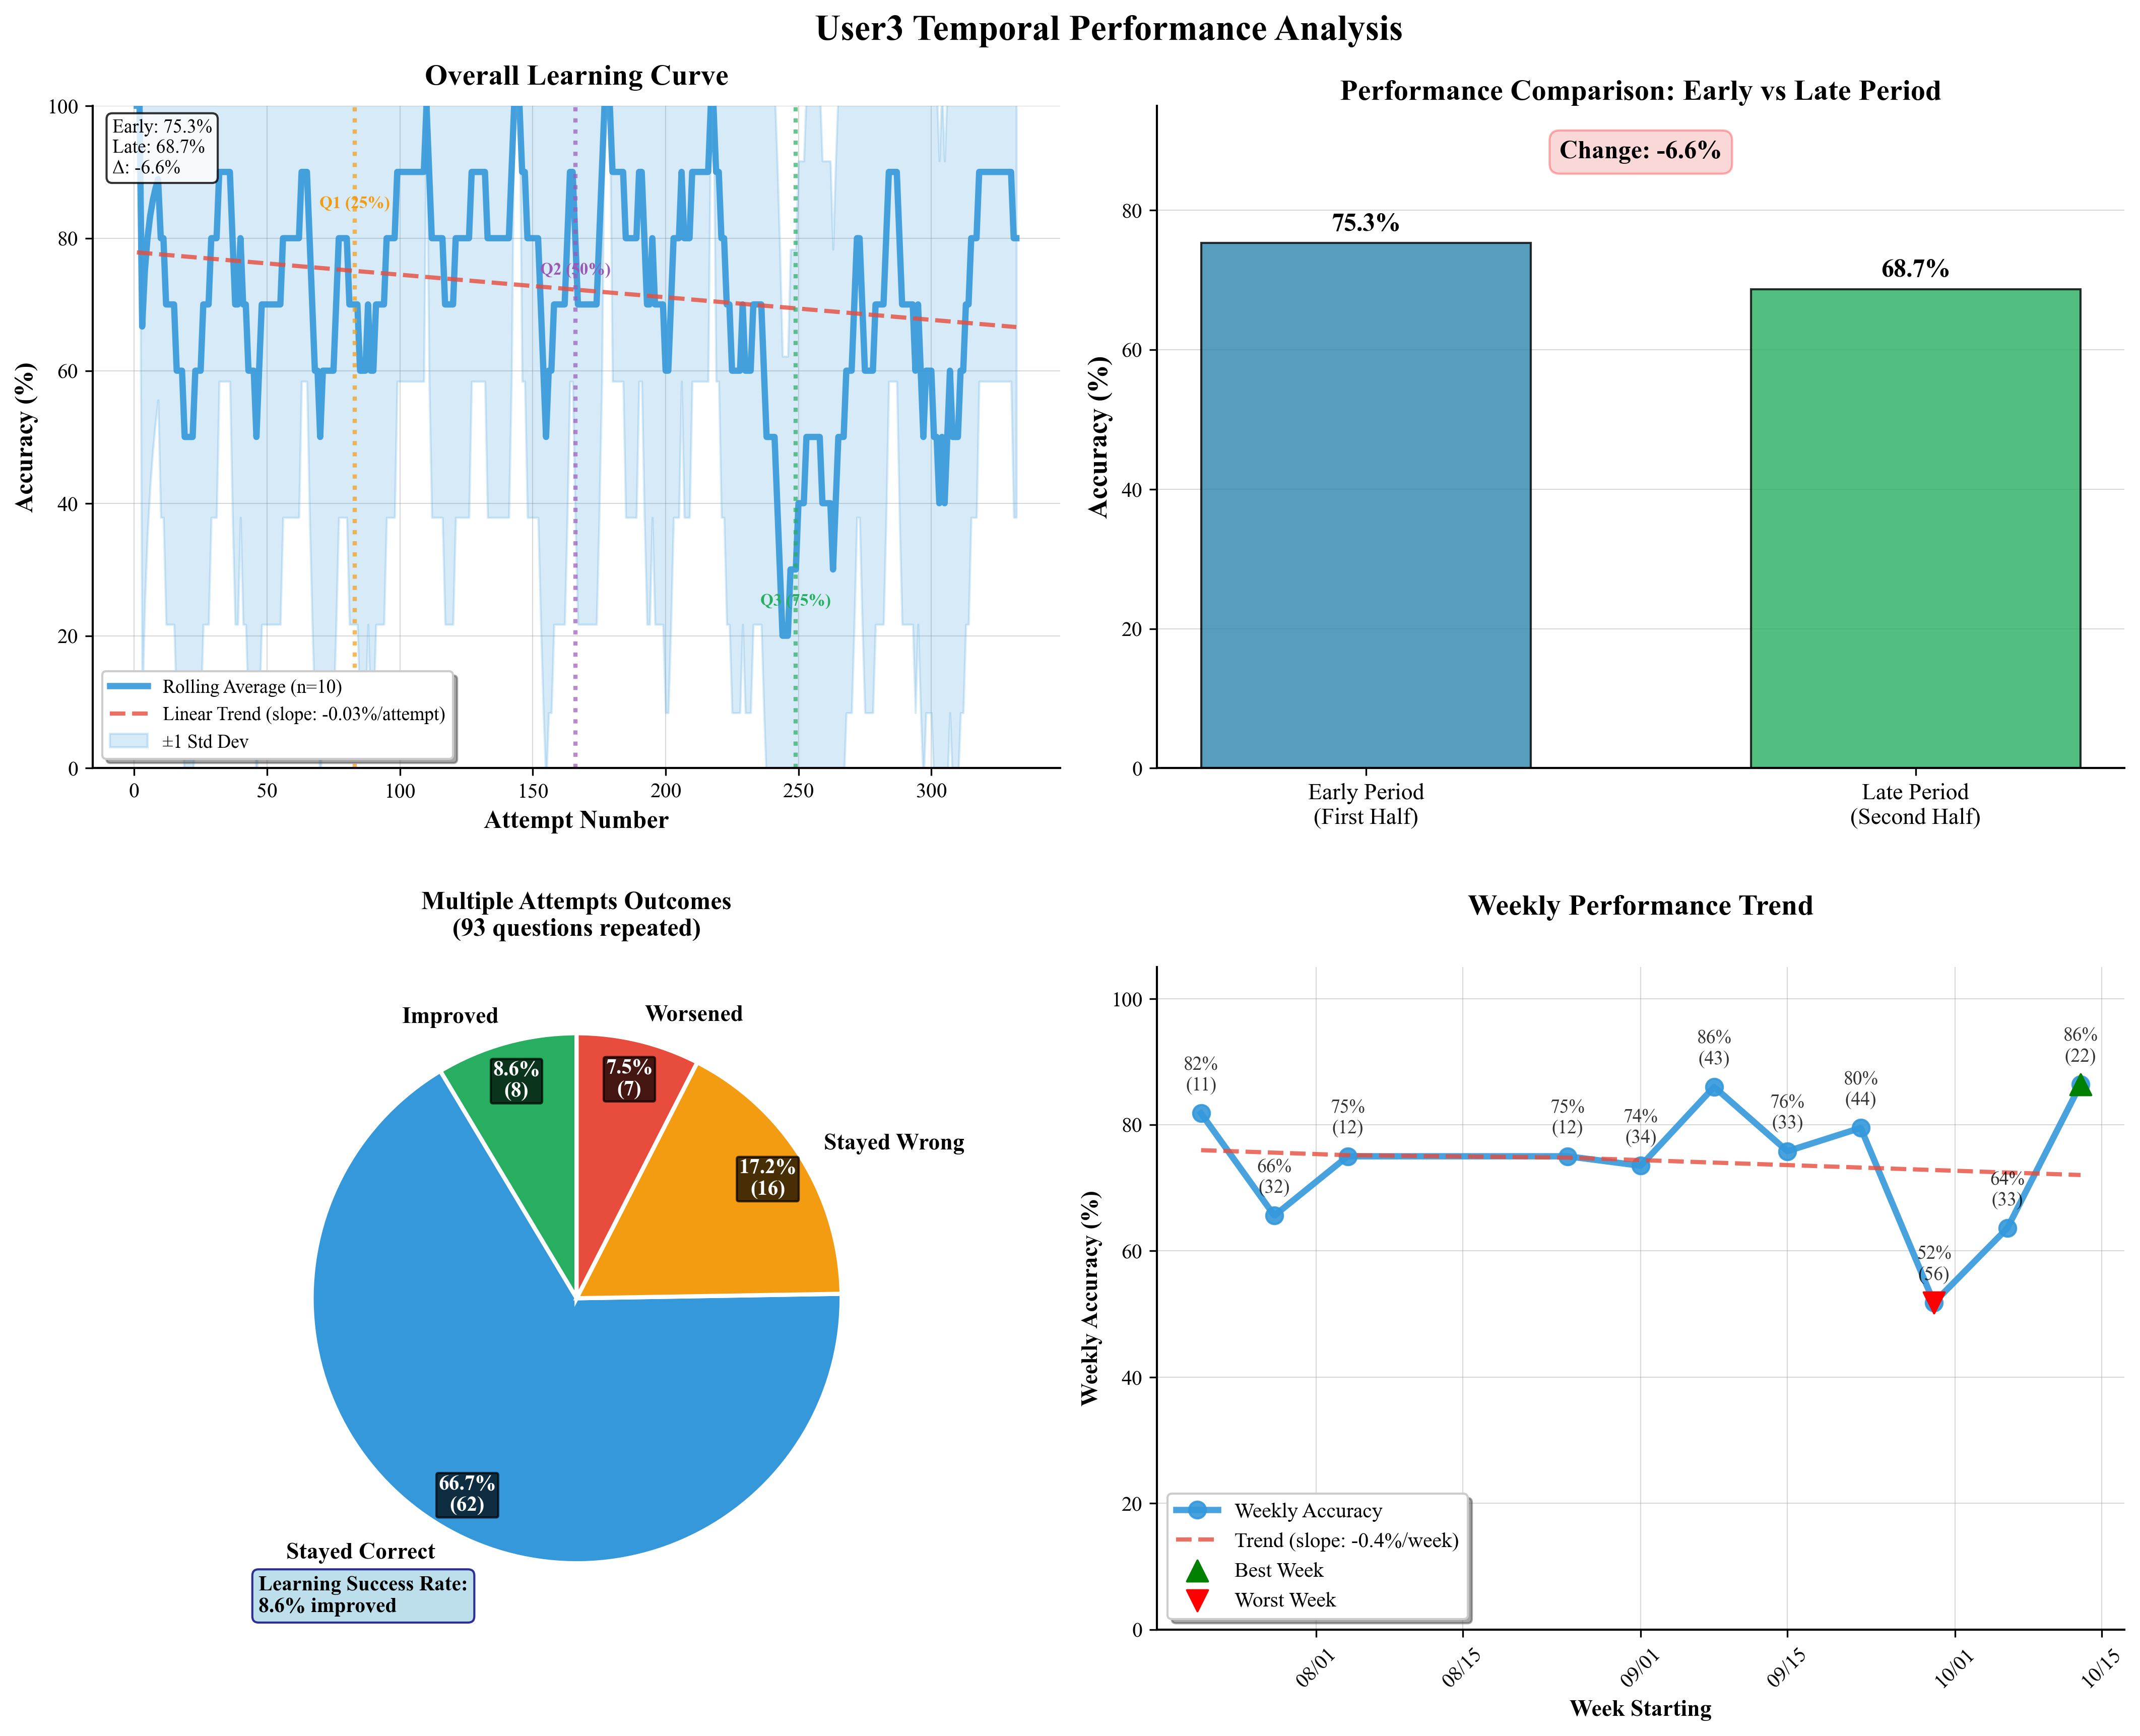 User3 Temporal Performance Analysis
Overall Learning Curve
Early: 75.3%
Late: 68.7%
Δ: -6.6%
Q1 (25%)
Q2 (50%)
Q3 (75%)
100
80
60
40
20
0
Accuracy (%)
Rolling Average (n=10)
Linear Trend (slope: -0.03%/attempt)
±1 Std Dev
0
50
100
150
200
250
300
Attempt Number
Performance Comparison: Early vs Late Period
Change: -6.6%
75.3%
68.7%
80
60
40
20
0
Accuracy (%)
Early Period
(First Half)
Late Period
(Second Half)
Multiple Attempts Outcomes
(93 questions repeated)
Improved
Worsened
8.6%
(8)
7.5%
(7)
Stayed Wrong
17.2%
(16)
66.7%
(62)
Stayed Correct
Learning Success Rate:
8.6% improved
Weekly Performance Trend
100
80
60
40
20
0
Weekly Accuracy (%)
82%
(11)
66%
(32)
75%
(12)
75%
(12)
74%
(34)
86%
(43)
76%
(33)
80%
(44)
52%
(56)
64%
(33)
86%
(22)
Weekly Accuracy
Trend (slope: -0.4%/week)
Best Week
Worst Week
08/01
08/15
09/01
09/15
10/01
10/15
Week Starting